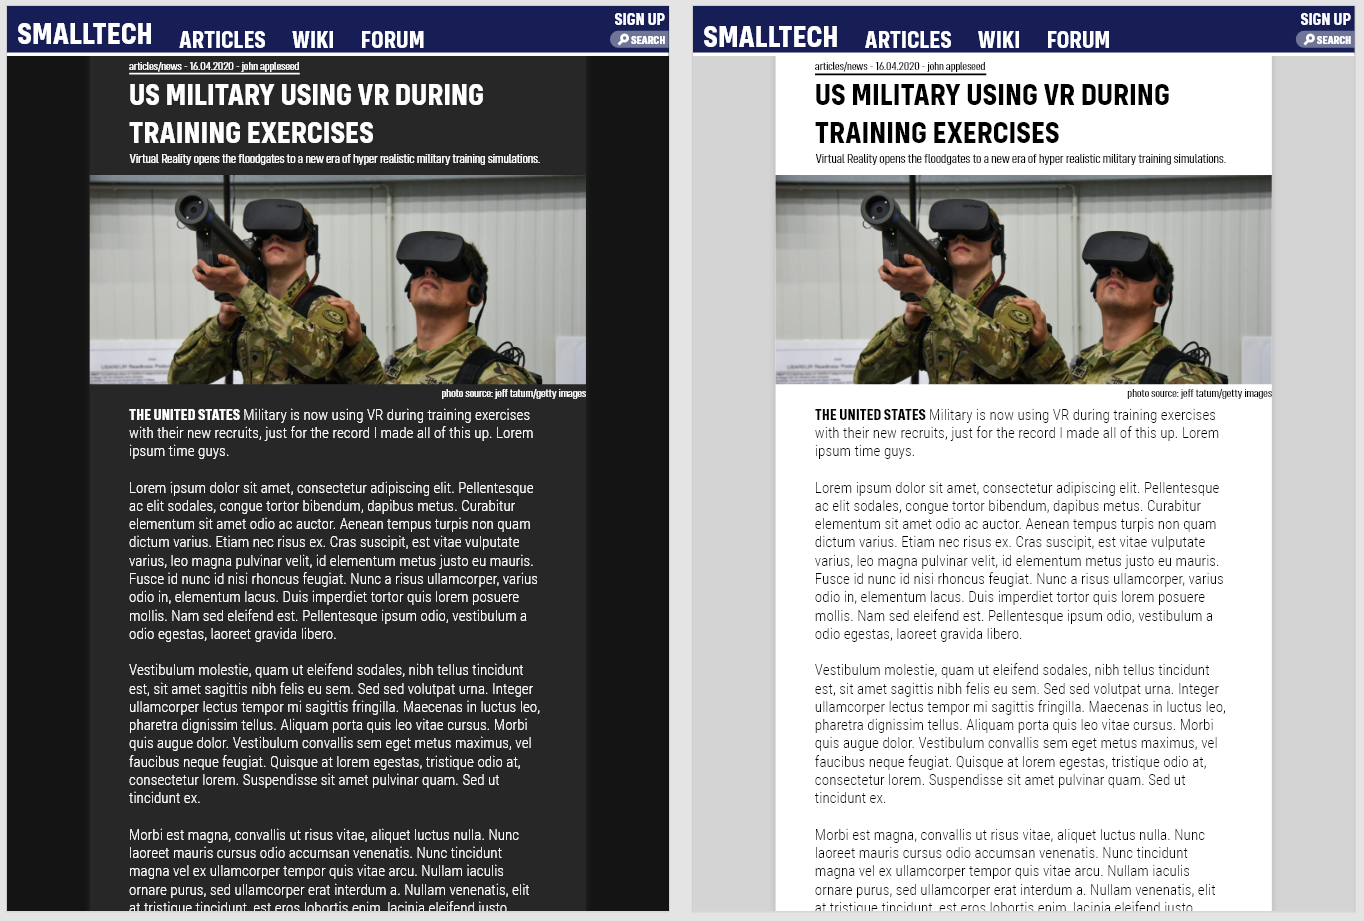 SMALLTECH ARTICLES WIKI FORUM SIGN UP
SEARCH
articles/news - 16.04.2020 - john appleseed
US MILITARY USING VR DURING
TRAINING EXERCISES
Virtual Reality opens the floodgates to a new era of hyper realistic military training simulations.
photo source: jeff tatum/getty images
THE UNITED STATES Military is now using VR during training exercises
with their new recruits, just for the record I made all of this up. Lorem
ipsum time guys.
Lorem ipsum dolor sit amet, consectetur adipiscing elit. Pellentesque
ac elit sodales, congue tortor bibendum, dapibus metus. Curabitur
elementum sit amet odio ac auctor. Aenean tempus turpis non quam
dictum varius. Etiam nec risus ex. Cras suscipit, est vitae vulputate
varius, leo magna pulvinar velit, id elementum metus justo eu mauris.
Fusce id nunc id nisi rhoncus feugiat. Nunc a risus ullamcorper, varius
odio in, elementum lacus. Duis imperdiet tortor quis lorem posuere
mollis. Nam sed eleifend est. Pellentesque ipsum odio, vestibulum a
odio egestas, laoreet gravida libero.
Vestibulum molestie, quam ut eleifend sodales, nibh tellus tincidunt
est, sit amet sagittis nibh felis eu sem. Sed sed volutpat urna. Integer
ullamcorper lectus tempor mi sagittis fringilla. Maecenas in luctus leo,
pharetra dignissim tellus. Aliquam porta quis leo vitae cursus. Morbi
quis augue dolor. Vestibulum convallis sem eget metus maximus, vel
faucibus neque feugiat. Quisque at lorem egestas, tristique odio at,
consectetur lorem. Suspendisse sit amet pulvinar quam. Sed ut
tincidunt ex.
Morbi est magna, convallis ut risus vitae, aliquet luctus nulla. Nunc
laoreet mauris cursus odio accumsan venenatis. Nunc tincidunt
magna vel ex ullamcorper tempor quis vitae arcu. Nullam iaculis
ornare purus, sed ullamcorper erat interdum a. Nullam venenatis, elit
at tristique tincidunt, est eros lobortis enim, lacinia eleifend justo
SMALLTECH ARTICLES WIKI FORUM SIGN UP
SEARCH
articles/news - 16.04.2020 - john appleseed
US MILITARY USING VR DURING
TRAINING EXERCISES
Virtual Reality opens the floodgates to a new era of hyper realistic military training simulations.
photo source: jeff tatum/getty images
THE UNITED STATES Military is now using VR during training exercises
with their new recruits, just for the record I made all of this up. Lorem
ipsum time guys.
Lorem ipsum dolor sit amet, consectetur adipiscing elit. Pellentesque
ac elit sodales, congue tortor bibendum, dapibus metus. Curabitur
elementum sit amet odio ac auctor. Aenean tempus turpis non quam
dictum varius. Etiam nec risus ex. Cras suscipit, est vitae vulputate
varius, leo magna pulvinar velit, id elementum metus justo eu mauris.
Fusce id nunc id nisi rhoncus feugiat. Nunc a risus ullamcorper, varius
odio in, elementum lacus. Duis imperdiet tortor quis lorem posuere
mollis. Nam sed eleifend est. Pellentesque ipsum odio, vestibulum a
odio egestas, laoreet gravida libero.
Vestibulum molestie, quam ut eleifend sodales, nibh tellus tincidunt
est, sit amet sagittis nibh felis eu sem. Sed sed volutpat urna. Integer
ullamcorper lectus tempor mi sagittis fringilla. Maecenas in luctus leo,
pharetra dignissim tellus. Aliquam porta quis leo vitae cursus. Morbi
quis augue dolor. Vestibulum convallis sem eget metus maximus, vel
faucibus neque feugiat. Quisque at lorem egestas, tristique odio at,
consectetur lorem. Suspendisse sit amet pulvinar quam. Sed ut
tincidunt ex.
Morbi est magna, convallis ut risus vitae, aliquet luctus nulla. Nunc
laoreet mauris cursus odio accumsan venenatis. Nunc tincidunt
magna vel ex ullamcorper tempor quis vitae arcu. Nullam iaculis
ornare purus, sed ullamcorper erat interdum a. Nullam venenatis, elit
at tristique tincidunt, est eros lobortis enim, lacinia eleifend justo